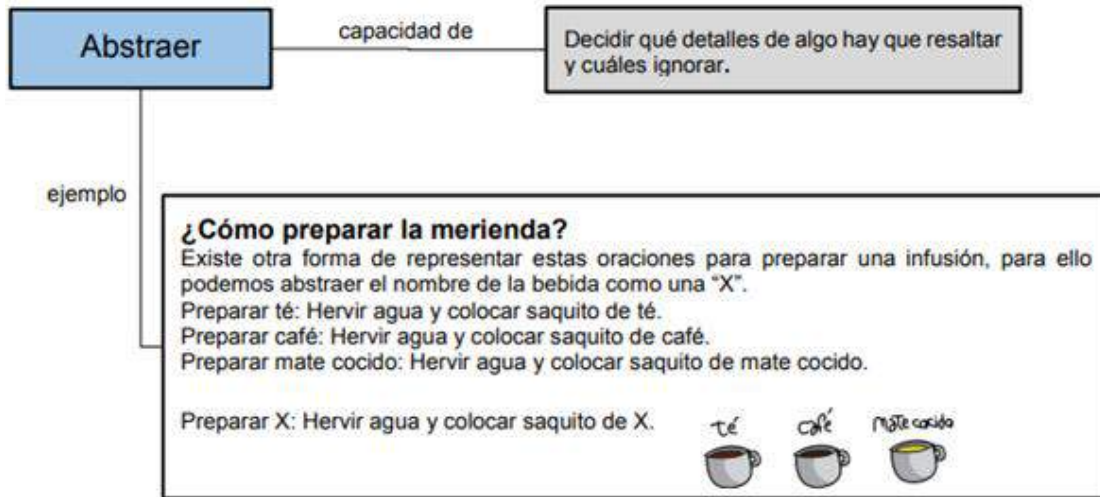 Abstraer
capacidad de
Decidir qué detalles de algo hay que resaltar
y cuáles ignorar.
ejemplo
¿Cómo preparar la merienda?
Existe otra forma de representar estas oraciones para preparar una infusión, para ello
podemos abstraer el nombre de la bebida como una “X”.
Preparar té: Hervir agua y colocar saquito de té.
Preparar café: Hervir agua y colocar saquito de café.
Preparar mate cocido: Hervir agua y colocar saquito de mate cocido.
Preparar X: Hervir agua y colocar saquito de X.
té café mate cocido